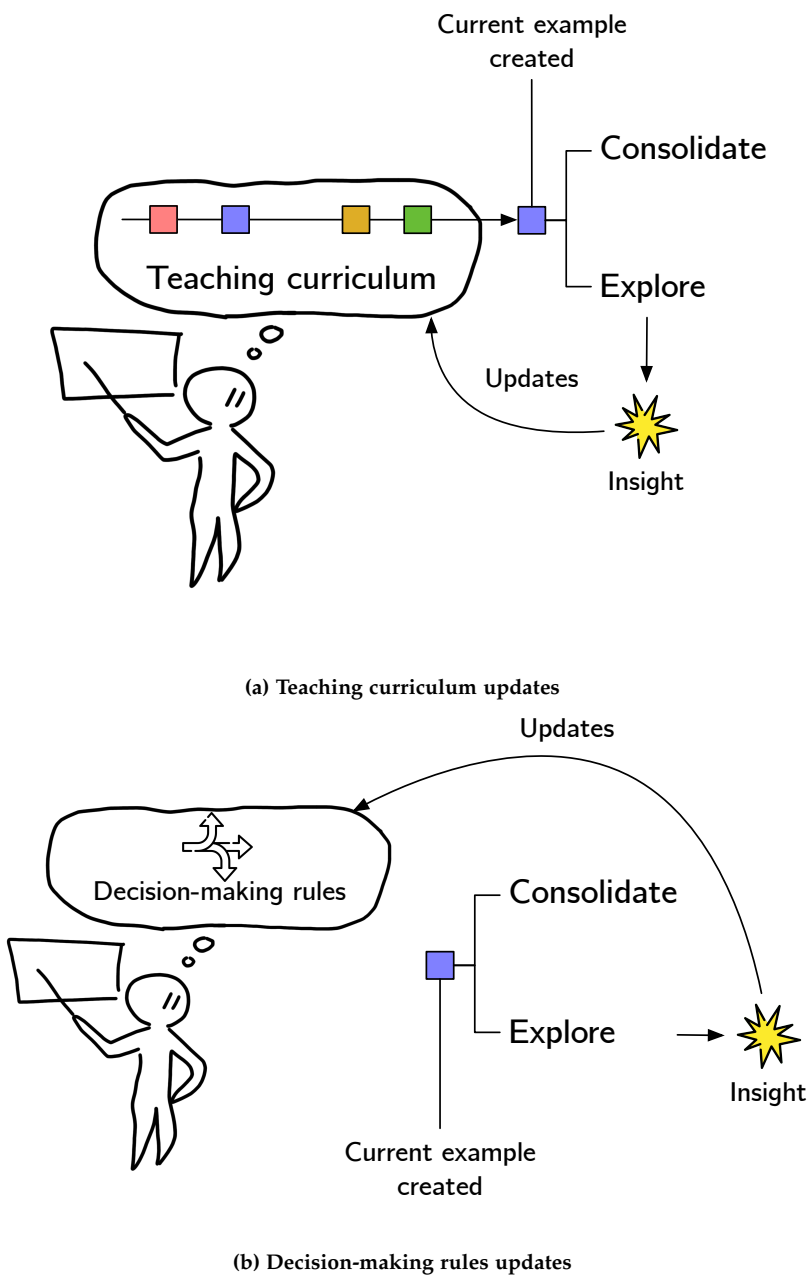 Current example
created
Consolidate
Teaching curriculum
Explore
Updates
Insight
(a) Teaching curriculum updates
Updates
Decision-making rules
Consolidate
Explore
Insight
Current example
created
(b) Decision-making rules updates